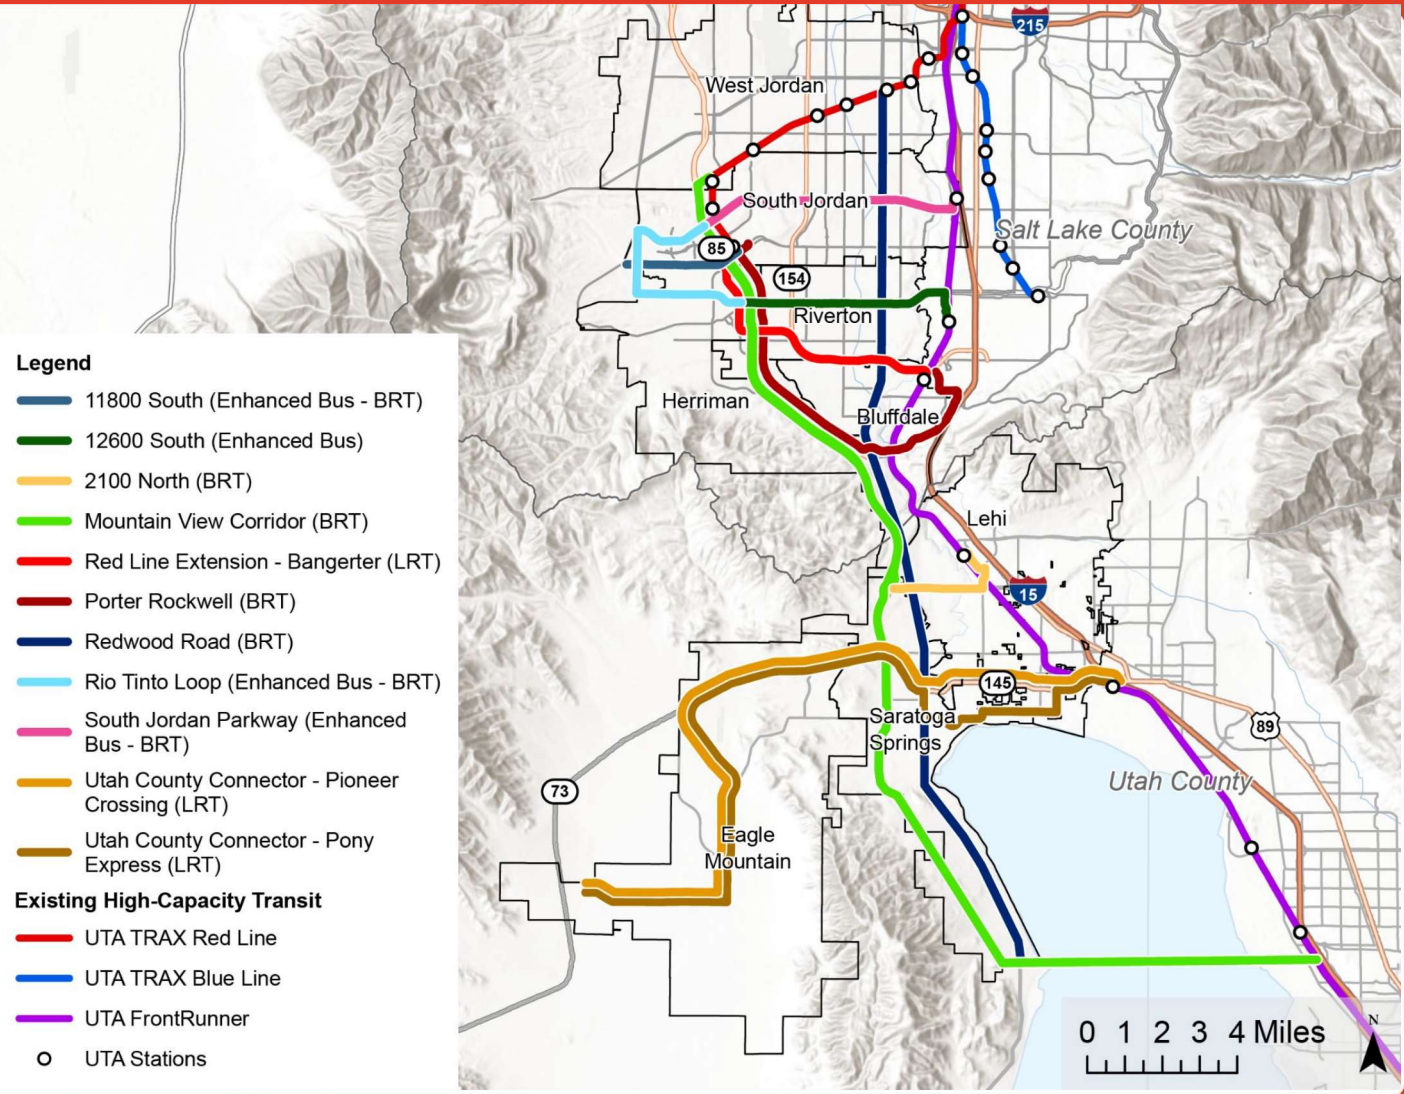 215
West Jordan
South Jordan
Salt Lake County
85
154
Riverton
Herriman
Bluffdale
Lehi
15
145
Saratoga
Springs
89
Utah County
73
Eagle
Mountain
Legend
11800 South (Enhanced Bus - BRT)
12600 South (Enhanced Bus)
2100 North (BRT)
Mountain View Corridor (BRT)
Red Line Extension - Bangerter (LRT)
Porter Rockwell (BRT)
Redwood Road (BRT)
Rio Tinto Loop (Enhanced Bus - BRT)
South Jordan Parkway (Enhanced
Bus - BRT)
Utah County Connector - Pioneer
Crossing (LRT)
Utah County Connector - Pony
Express (LRT)
Existing High-Capacity Transit
UTA TRAX Red Line
UTA TRAX Blue Line
UTA FrontRunner
UTA Stations
0 1 2 3 4 Miles
N